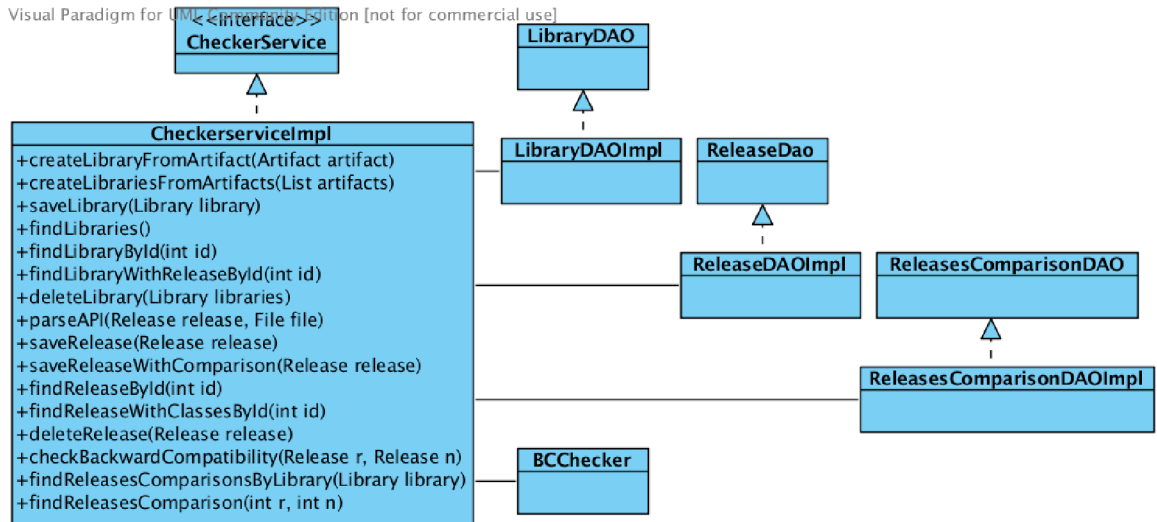 Visual Paradigm for UML Community Edition [not for commercial use]
<<interface>>
CheckerService
LibraryDAO
CheckerserviceImpl
+createLibraryFromArtifact(Artifact artifact)
+createLibrariesFromArtifacts(List artifacts)
+saveLibrary(Library library)
+findLibraries()
+findLibraryById(int id)
+findLibraryWithReleaseById(int id)
+deleteLibrary(Library libraries)
+parseAPI(Release release, File file)
+saveRelease(Release release)
+saveReleaseWithComparison(Release release)
+findReleaseById(int id)
+findReleaseWithClassesById(int id)
+deleteRelease(Release release)
+checkBackwardCompatibility(Release r, Release n)
+findReleasesComparisonsByLibrary(Library library)
+findReleasesComparison(int r, int n)
LibraryDAOImpl
ReleaseDao
ReleaseDAOImpl
ReleasesComparisonDAO
ReleasesComparisonDAOImpl
BCChecker